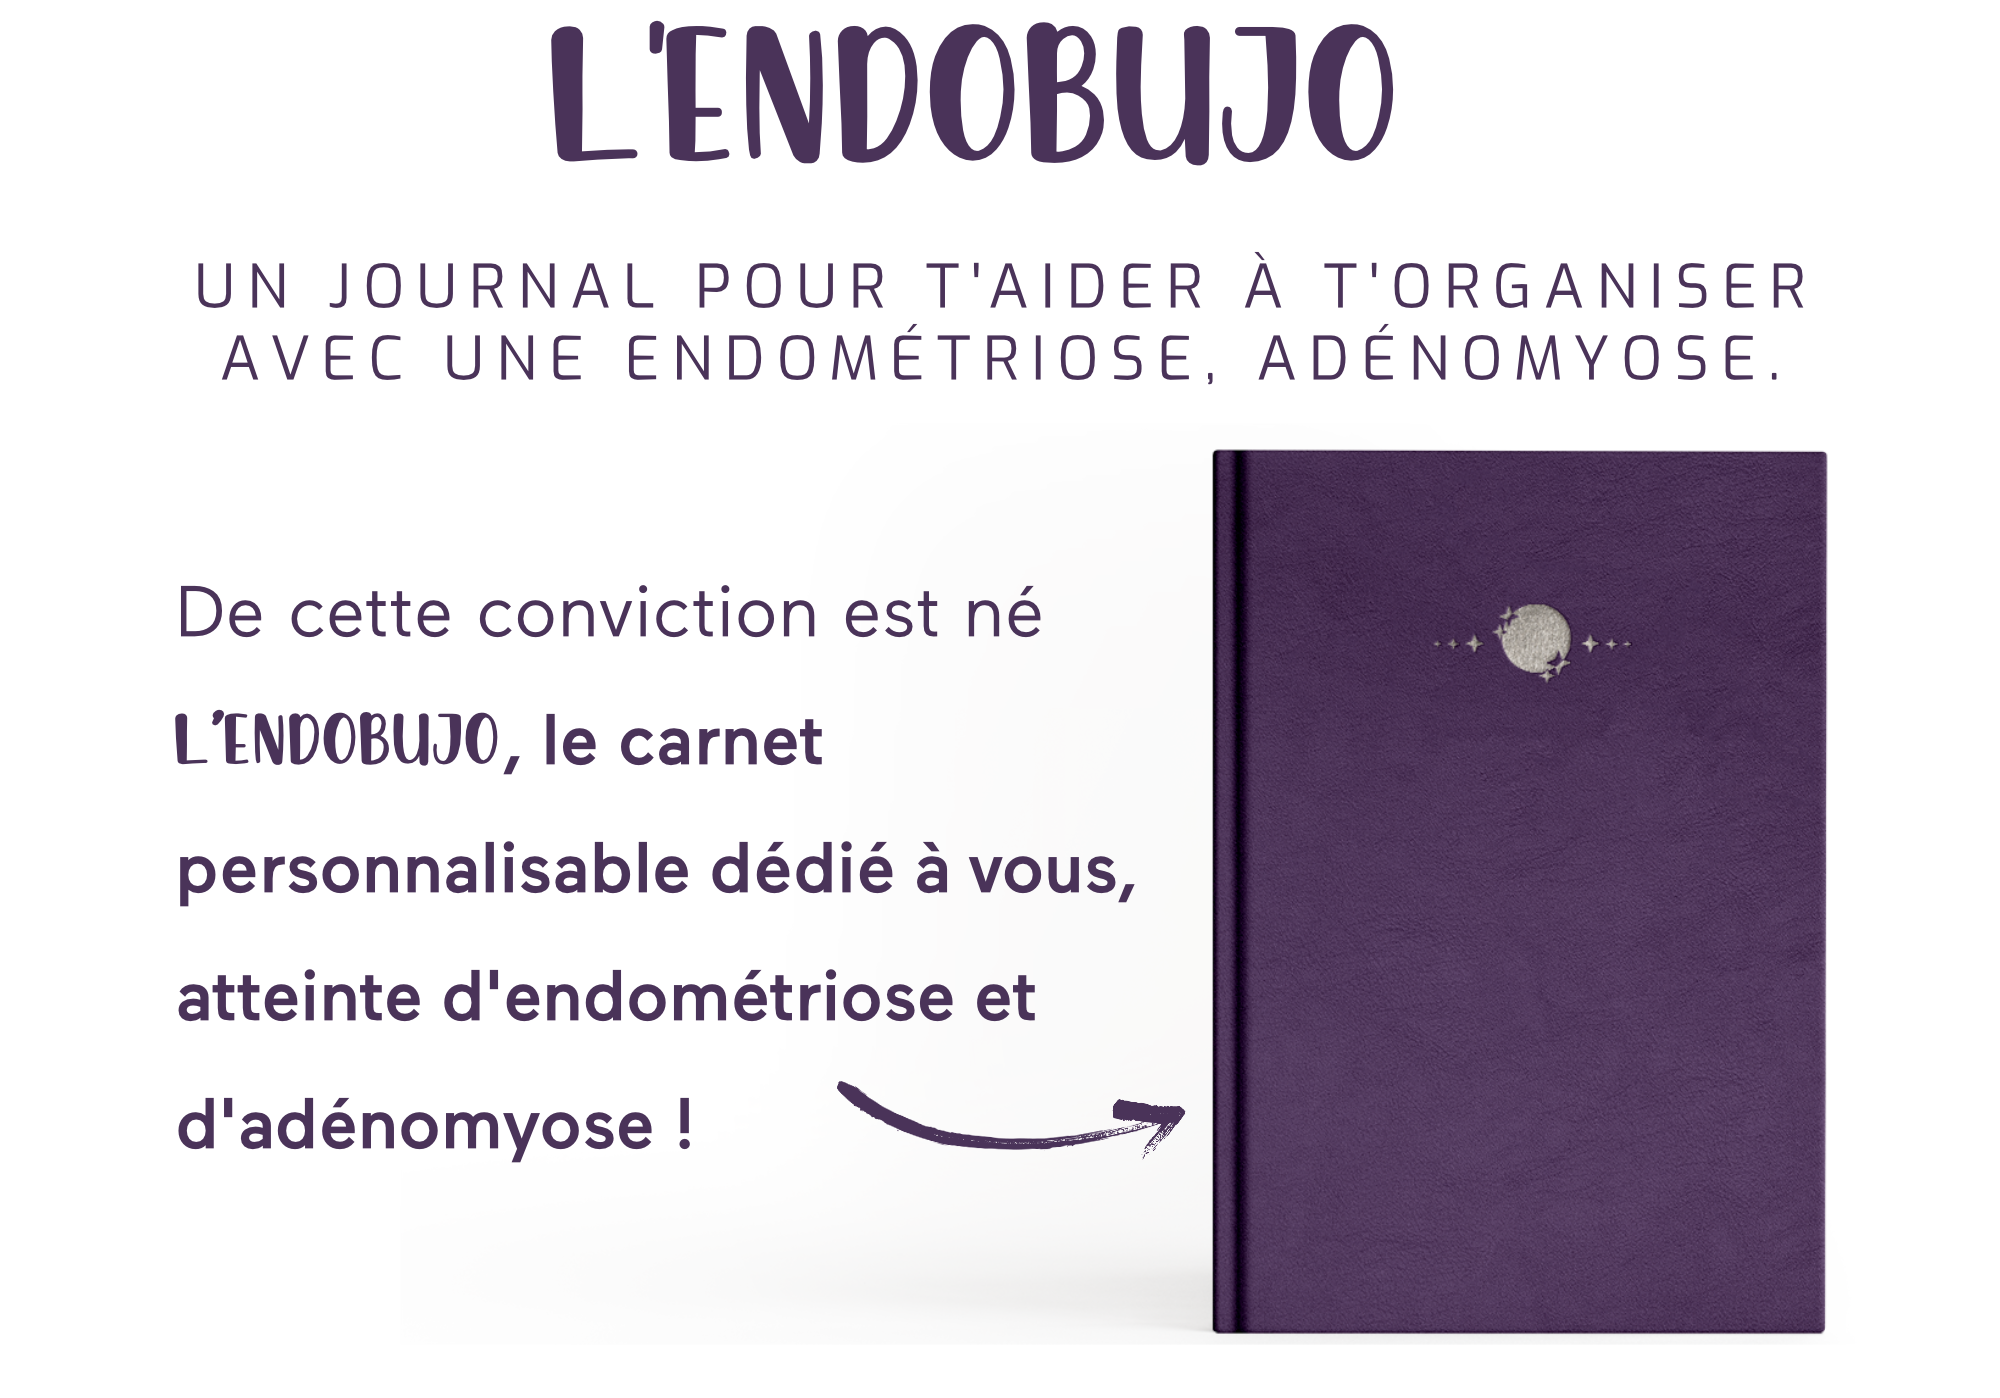 L'ENDOBUJO
UN JOURNAL POUR T'AIDER À T'ORGANISER
AVEC UNE ENDOMÉTRIOSE, ADÉNOMYOSE.
De cette conviction est né
L'ENDOBUJO, le carnet
personnalisable dédié à vous,
atteinte d'endométriose et
d'adénomyose !